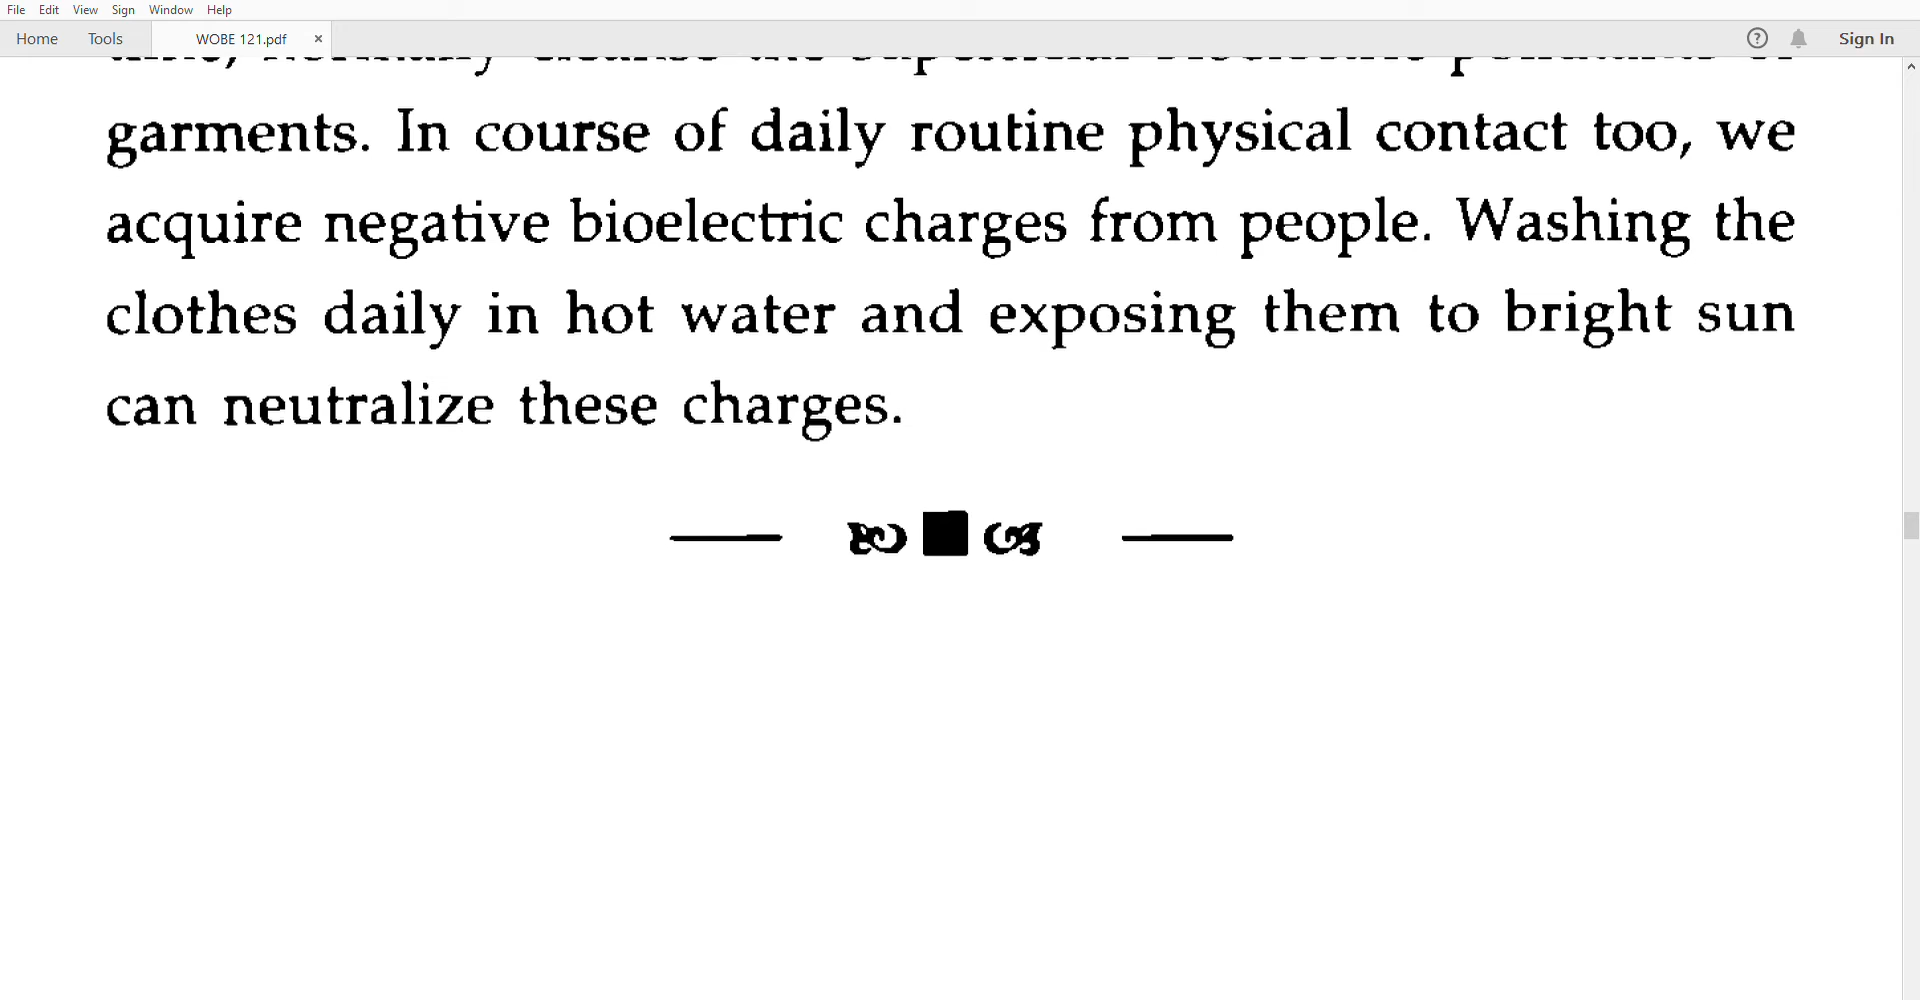 File Edit View Sign Window Help
Home Tools WOBE 121.pdf × ? Sign In
garments. In course of daily routine physical contact too, we
acquire negative bioelectric charges from people. Washing the
clothes daily in hot water and exposing them to bright sun
can neutralize these charges.